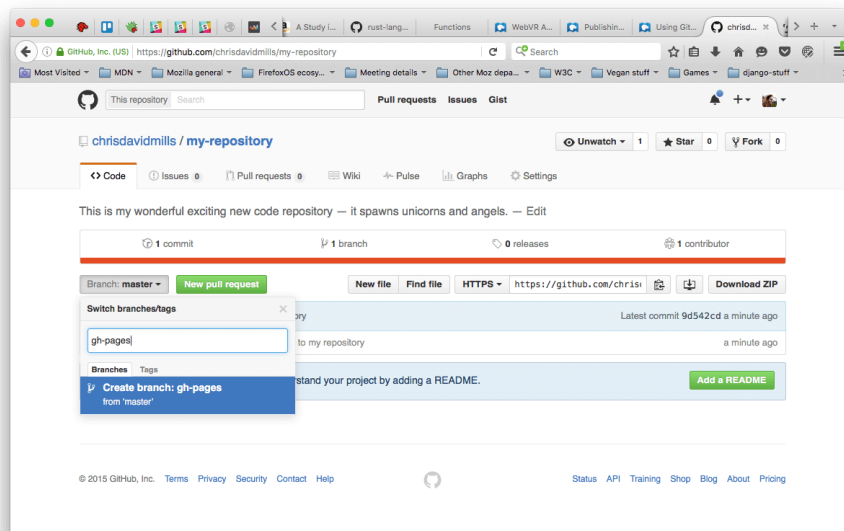 A Study i... rust-lang... Functions WebVR A... Publishin... Using Git... chrisd...
GitHub, Inc. (US) https://github.com/chrisdavidmills/my-repository Search
Most Visited MDN Mozilla general FirefoxOS ecosy... Meeting details Other Moz depa... W3C Vegan stuff Games django-stuff
This repository Search Pull requests Issues Gist
chrisdavidmills / my-repository Unwatch 1 Star 0 Fork 0
Code Issues 0 Pull requests 0 Wiki Pulse Graphs Settings
This is my wonderful exciting new code repository — it spawns unicorns and angels. — Edit
1 commit 1 branch 0 releases 1 contributor
Branch: master New pull request New file Find file HTTPS https://github.com/chris Download ZIP
Switch branches/tags
ory Latest commit 9d542cd a minute ago
gh-pages to my repository a minute ago
Branches Tags
Create branch: gh-pages rstand your project by adding a README. Add a README
from 'master'
© 2015 GitHub, Inc. Terms Privacy Security Contact Help Status API Training Shop Blog About Pricing